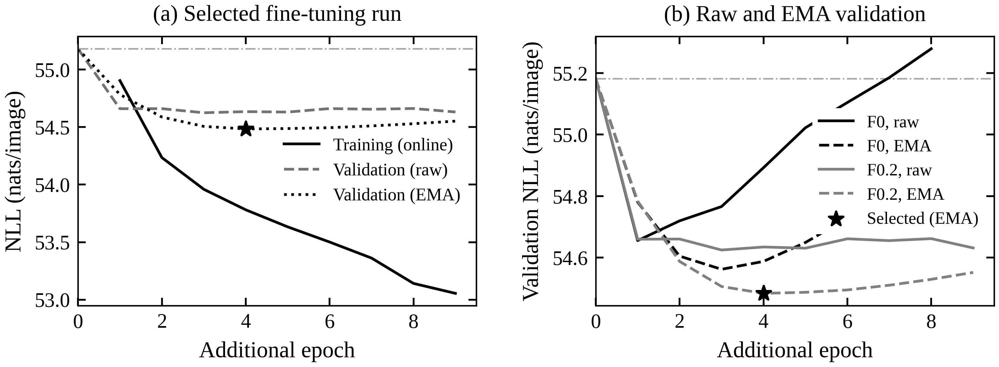 (a) Selected fine-tuning run
NLL (nats/image)
55.0
54.5
54.0
53.5
53.0
0 2 4 6 8
Additional epoch
Training (online)
Validation (raw)
Validation (EMA)
(b) Raw and EMA validation
Validation NLL (nats/image)
55.2
55.0
54.8
54.6
0 2 4 6 8
Additional epoch
F0, raw
F0, EMA
F0.2, raw
F0.2, EMA
Selected (EMA)